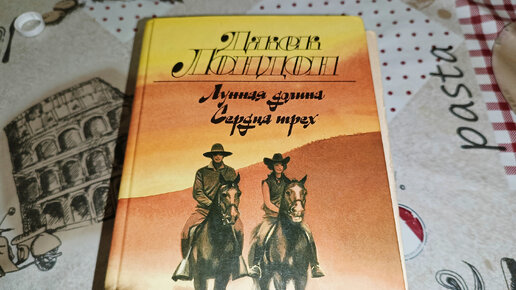 Джек
Лондон
Лунная долина
Сердца трех
pasta